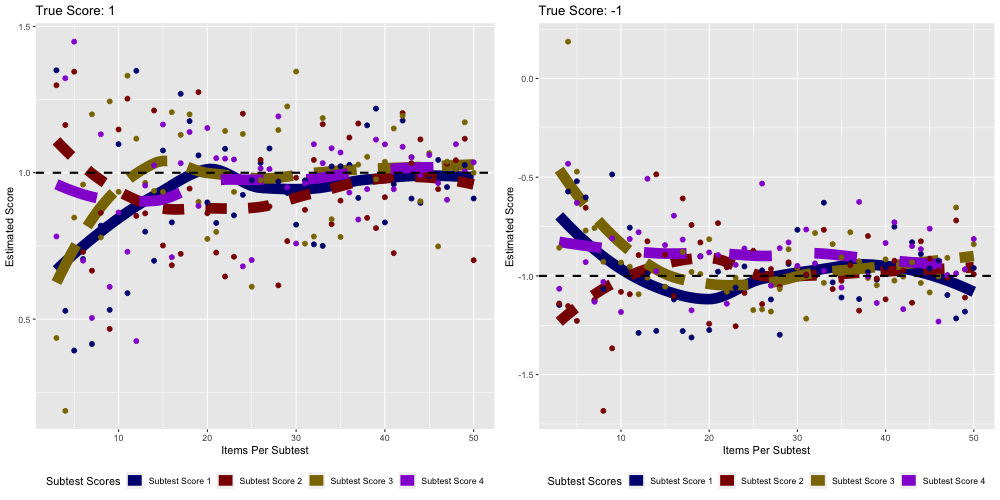 True Score: 1
1.5
1.0
0.5
Estimated Score
10 20 30 40 50
Items Per Subtest
Subtest Scores Subtest Score 1 Subtest Score 2 Subtest Score 3 Subtest Score 4
True Score: -1
0.0
-0.5
-1.0
-1.5
Estimated Score
10 20 30 40 50
Items Per Subtest
Subtest Scores Subtest Score 1 Subtest Score 2 Subtest Score 3 Subtest Score 4